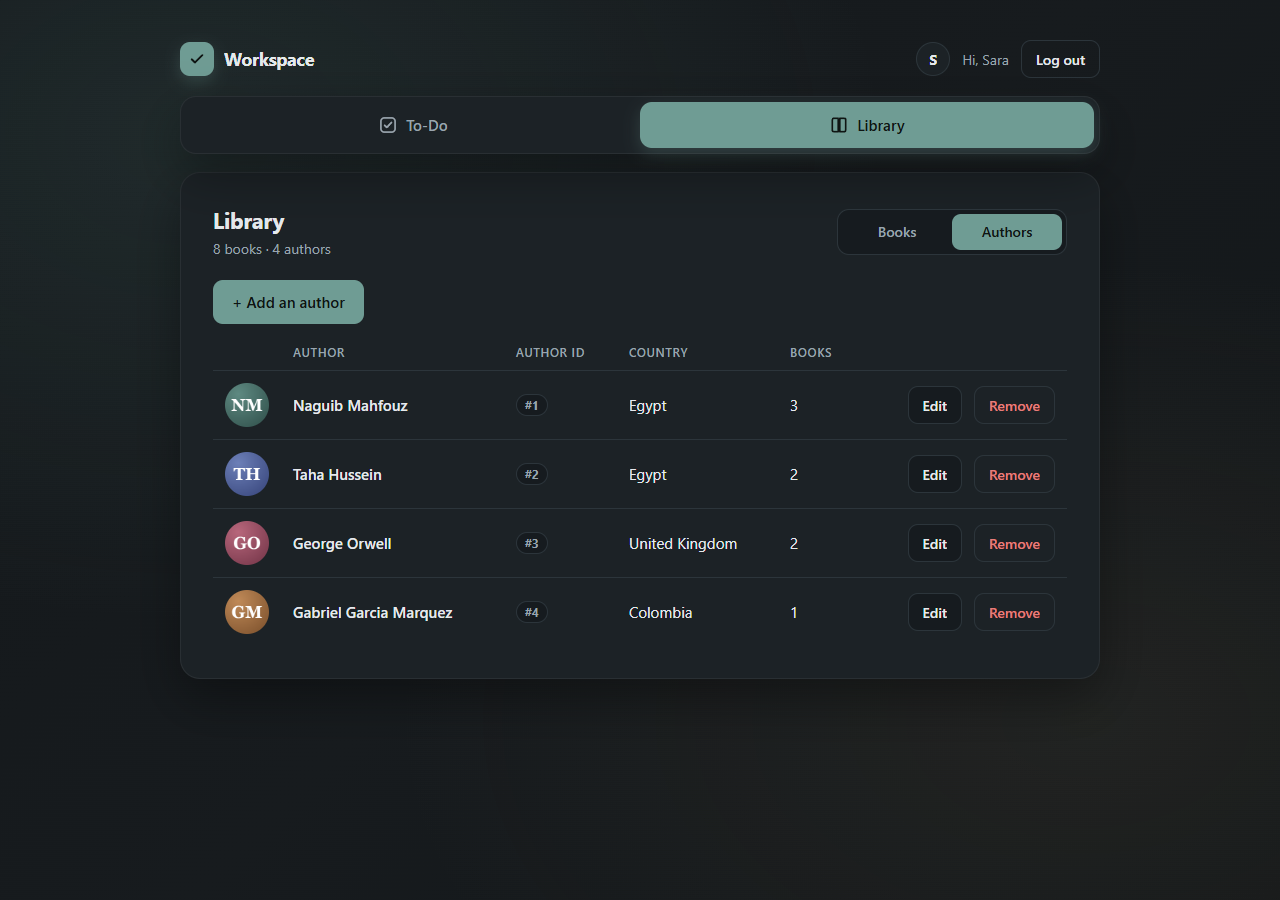 Workspace
S Hi, Sara Log out
To-Do Library
Library
8 books · 4 authors
Books Authors
+ Add an author
AUTHOR AUTHOR ID COUNTRY BOOKS
NM Naguib Mahfouz #1 Egypt 3 Edit Remove
TH Taha Hussein #2 Egypt 2 Edit Remove
GO George Orwell #3 United Kingdom 2 Edit Remove
GM Gabriel Garcia Marquez #4 Colombia 1 Edit Remove